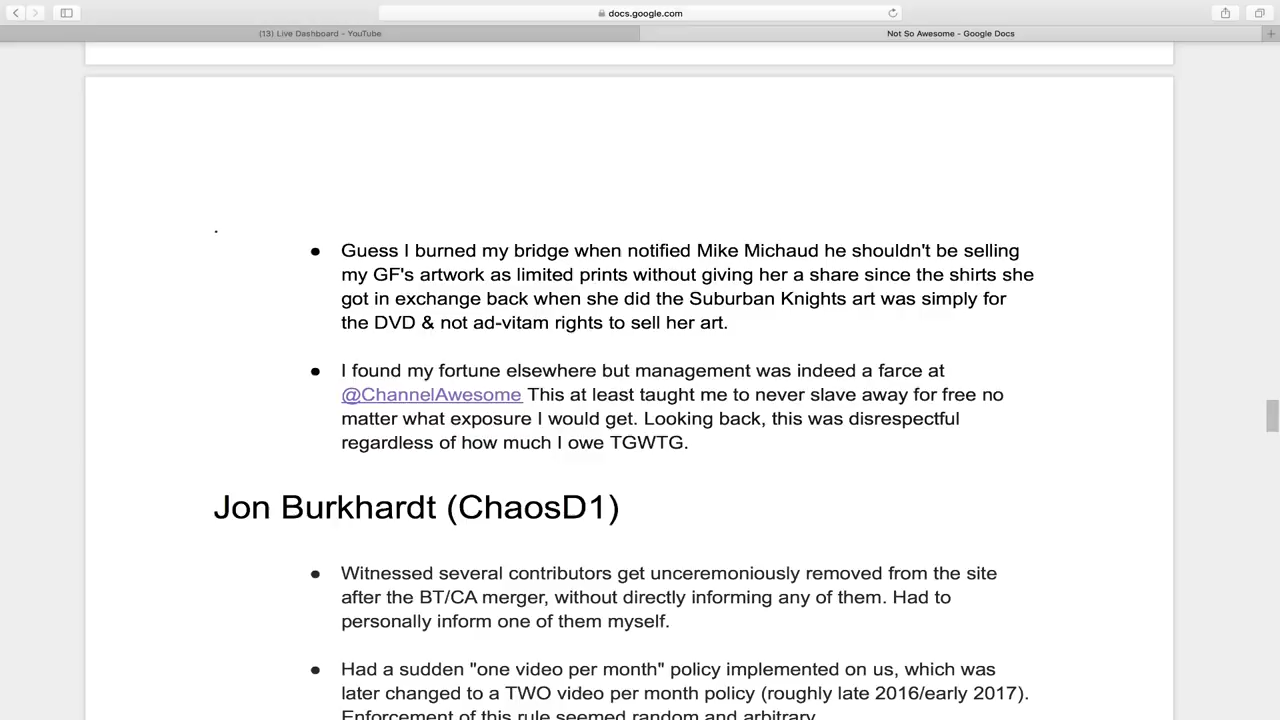 docs.google.com
(13) Live Dashboard - YouTube
Not So Awesome - Google Docs
.
● Guess I burned my bridge when notified Mike Michaud he shouldn't be selling
my GF's artwork as limited prints without giving her a share since the shirts she
got in exchange back when she did the Suburban Knights art was simply for
the DVD & not ad-vitam rights to sell her art.
● I found my fortune elsewhere but management was indeed a farce at
@ChannelAwesome This at least taught me to never slave away for free no
matter what exposure I would get. Looking back, this was disrespectful
regardless of how much I owe TGWTG.
Jon Burkhardt (ChaosD1)
● Witnessed several contributors get unceremoniously removed from the site
after the BT/CA merger, without directly informing any of them. Had to
personally inform one of them myself.
● Had a sudden "one video per month" policy implemented on us, which was
later changed to a TWO video per month policy (roughly late 2016/early 2017).
Enforcement of this rule seemed random and arbitrary.